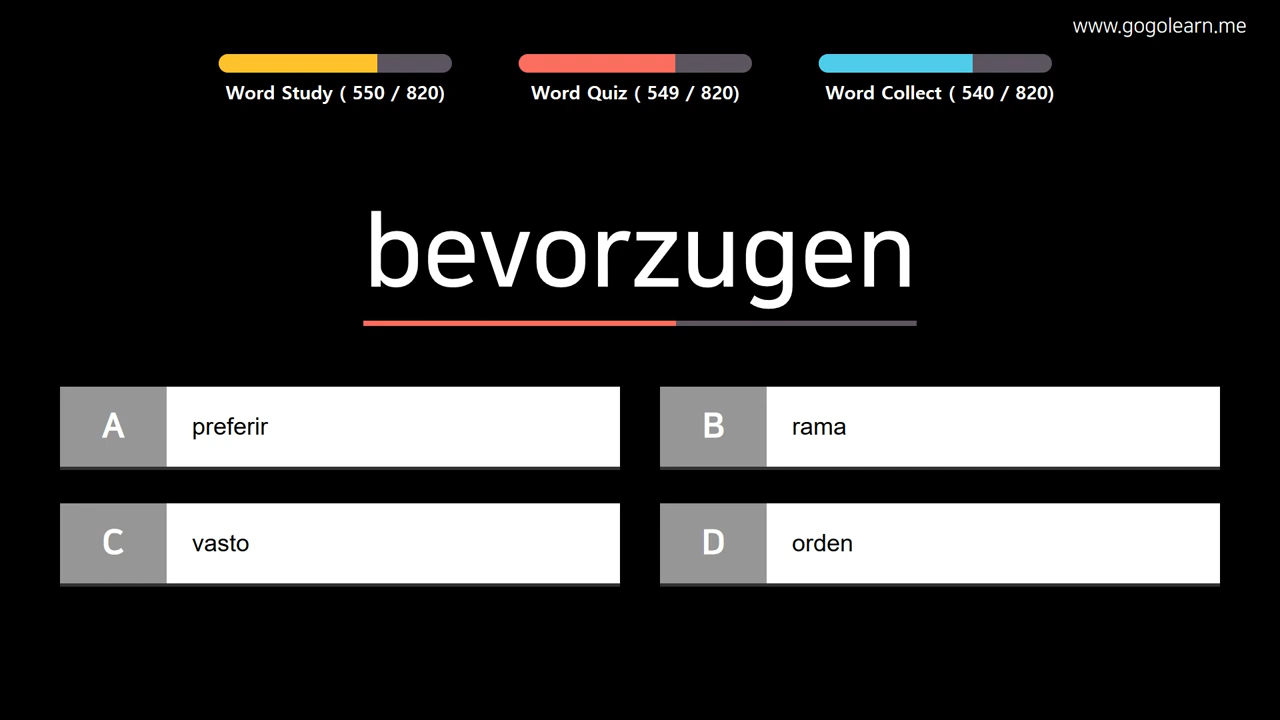 www.gogolearn.me
Word Study ( 550 / 820)
Word Quiz ( 549 / 820)
Word Collect ( 540 / 820)
bevorzugen
A preferir
B rama
C vasto
D orden